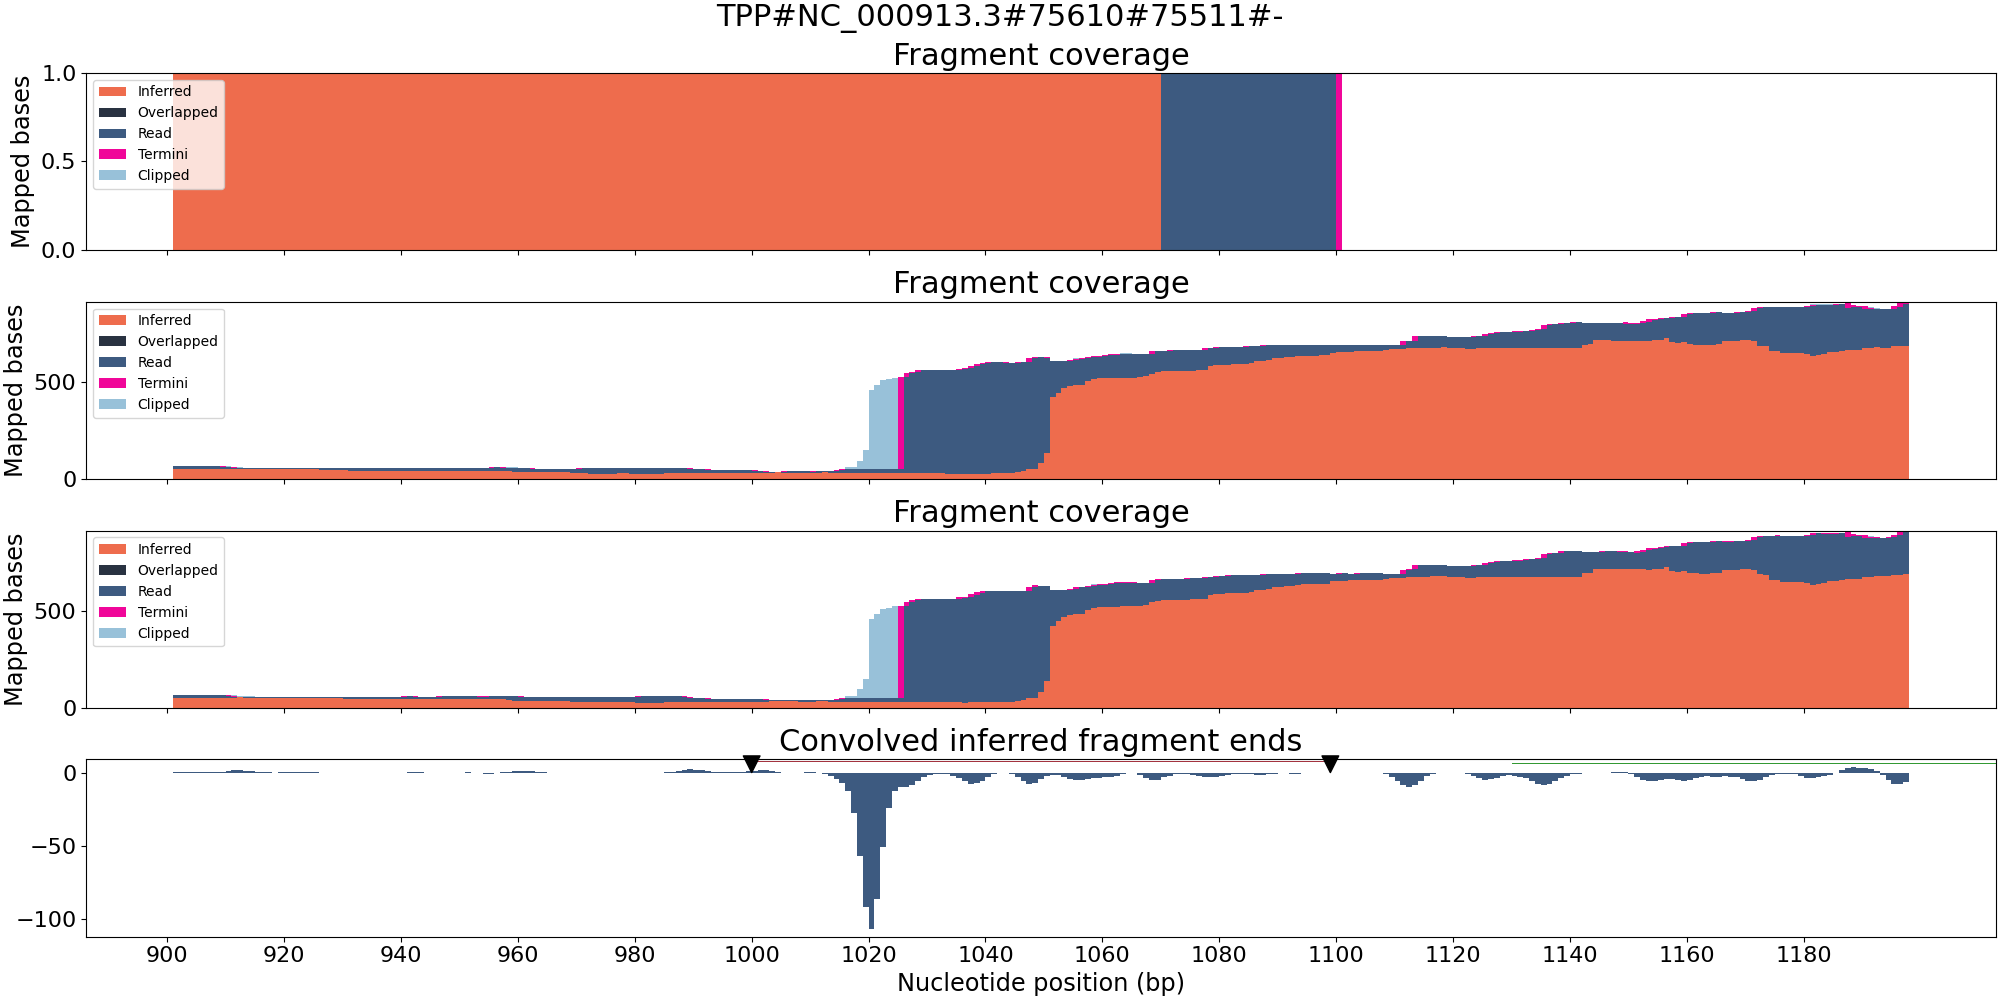 TPP#NC_000913.3#75610#75511#-
Fragment coverage
Mapped bases
1.0
0.5
0.0
Inferred
Overlapped
Read
Termini
Clipped
Fragment coverage
Mapped bases
500
0
Inferred
Overlapped
Read
Termini
Clipped
Fragment coverage
Mapped bases
500
0
Inferred
Overlapped
Read
Termini
Clipped
Convolved inferred fragment ends
0
−50
−100
900 920 940 960 980 1000 1020 1040 1060 1080 1100 1120 1140 1160 1180
Nucleotide position (bp)